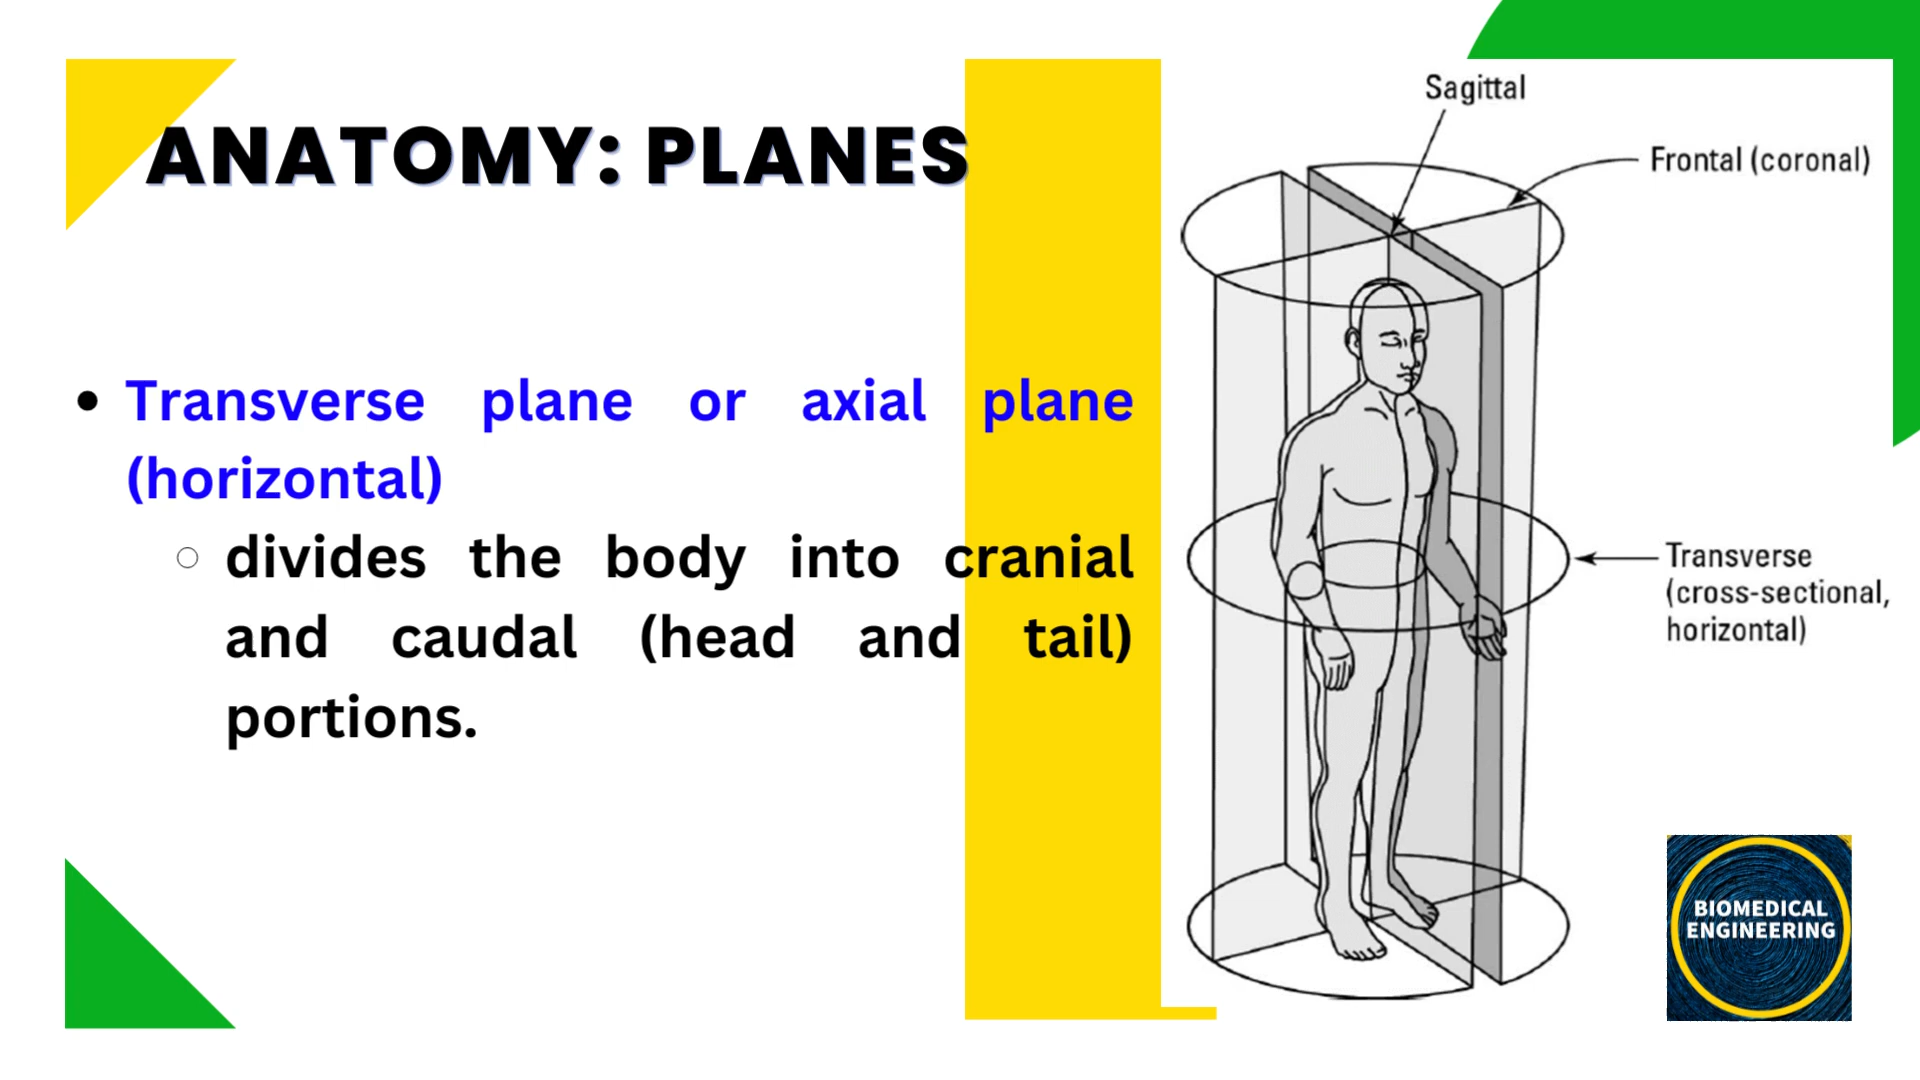 ANATOMY: PLANES
Transverse plane or axial plane
(horizontal)
divides the body into cranial
and caudal (head and tail)
portions.
Sagittal
Frontal (coronal)
Transverse
(cross-sectional,
horizontal)
BIOMEDICAL
ENGINEERING